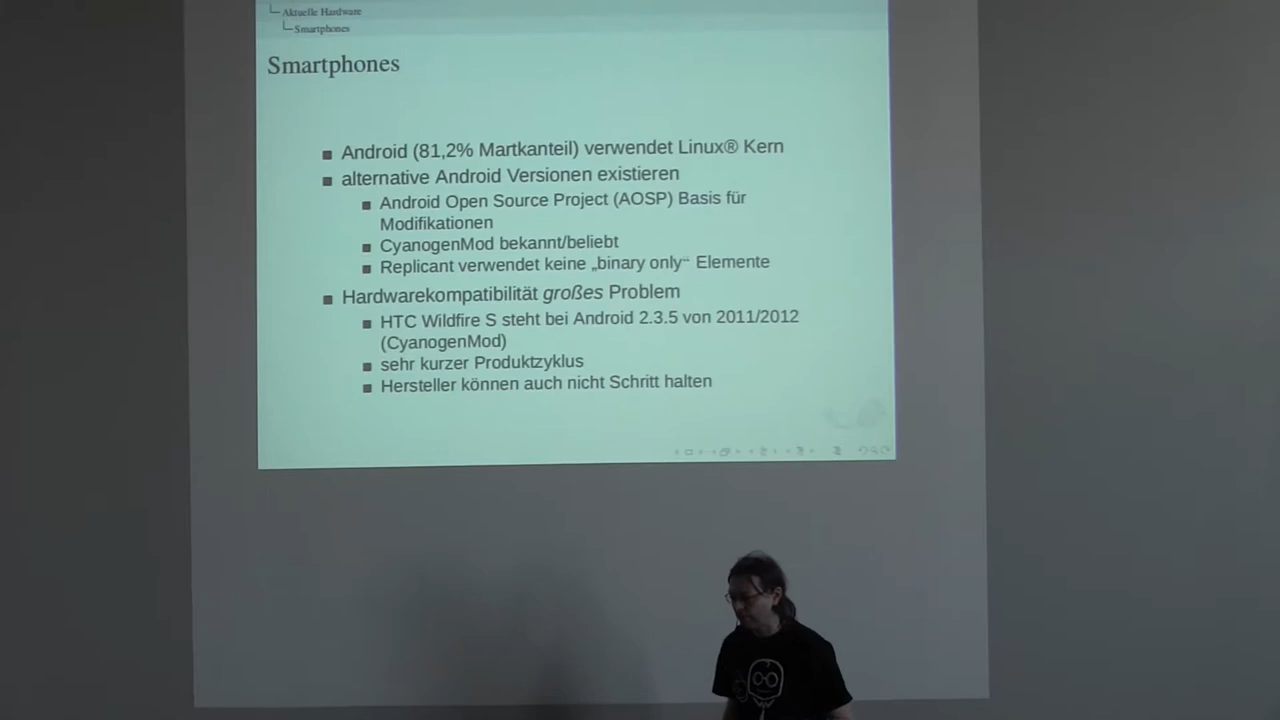 Aktuelle Hardware
Smartphones
Smartphones
Android (81,2% Martkanteil) verwendet Linux® Kern
alternative Android Versionen existieren
Android Open Source Project (AOSP) Basis für
Modifikationen
CyanogenMod bekannt/beliebt
Replicant verwendet keine „binary only“ Elemente
Hardwarekompatibilität großes Problem
HTC Wildfire S steht bei Android 2.3.5 von 2011/2012
(CyanogenMod)
sehr kurzer Produktzyklus
Hersteller können auch nicht Schritt halten